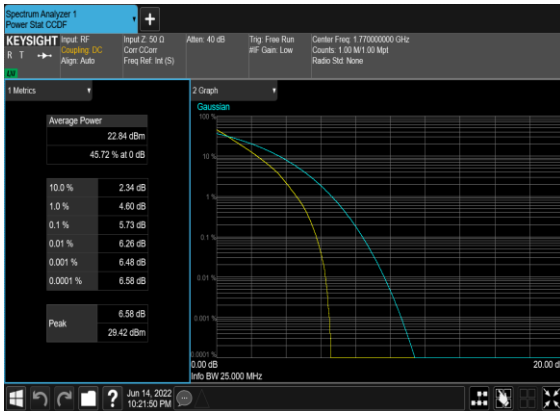 Spectrum Analyzer 1
Power Stat CCDF
+
KEYSIGHT
R T
LXI
Input: RF
Coupling: DC
Align: Auto
Input Z: 50 Ω
Corr CCorr
Freq Ref: Int (S)
Atten: 40 dB
Trig: Free Run
#IF Gain: Low
Center Freq: 1.770000000 GHz
Counts: 1.00 M/1.00 Mpt
Radio Std: None
1 Metrics
Average Power
22.84 dBm
45.72 % at 0 dB
10.0 % 2.34 dB
1.0 % 4.60 dB
0.1 % 5.73 dB
0.01 % 6.26 dB
0.001 % 6.48 dB
0.0001 % 6.58 dB
Peak 6.58 dB
29.42 dBm
2 Graph
Gaussian
100 %
10 %
1 %
0.1 %
0.01 %
0.001 %
0.0001 %
0.00 dB
20.00 d
Info BW 25.000 MHz
?
Jun 14, 2022
10:21:50 PM